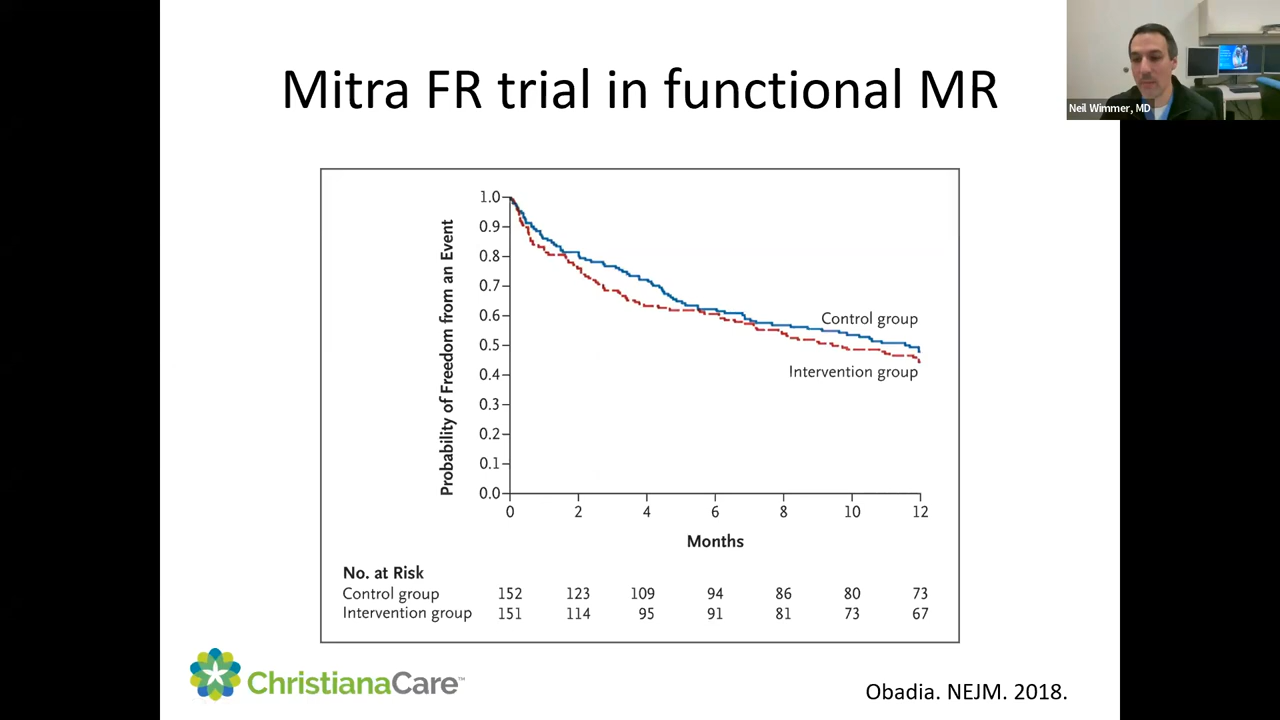 Mitra FR trial in functional MR
Neil Wimmer, MD
Probability of Freedom from an Event
1.0
0.9
0.8
0.7
0.6
0.5
0.4
0.3
0.2
0.1
0.0
Control group
Intervention group
0 2 4 6 8 10 12
Months
No. at Risk
Control group 152 123 109 94 86 80 73
Intervention group 151 114 95 91 81 73 67
ChristianaCare™
Obadia. NEJM. 2018.